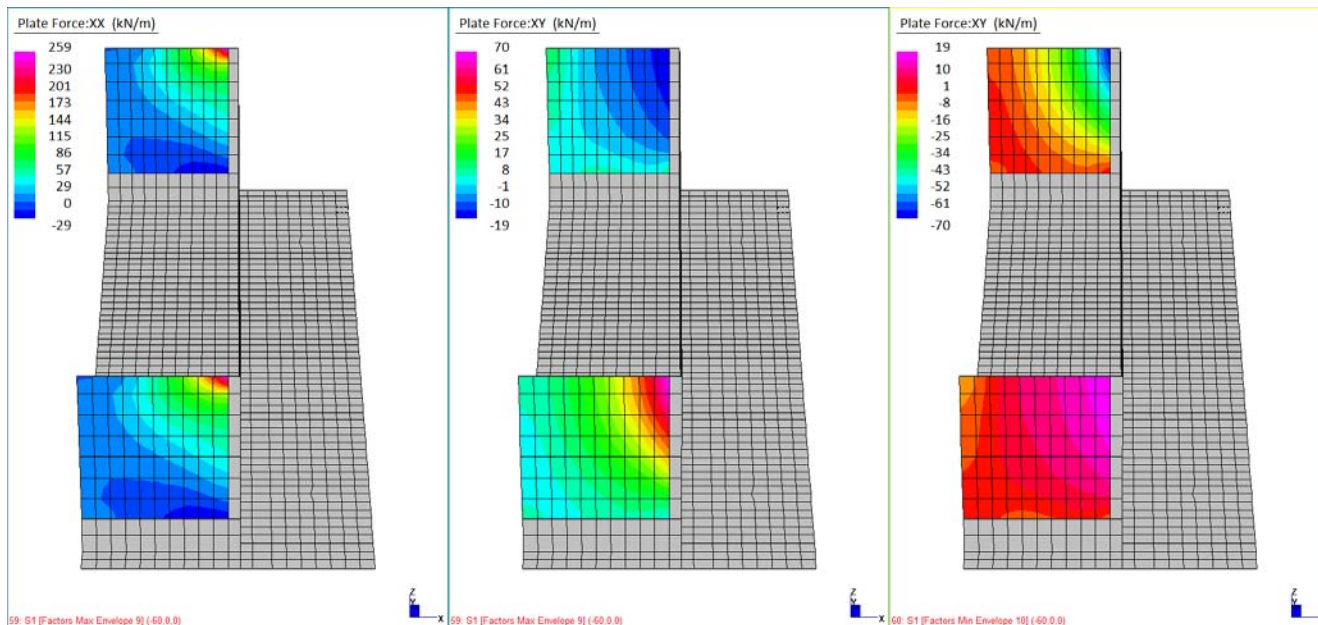 Plate Force:XX (kN/m)
259
230
201
173
144
115
86
57
29
0
-29
Z
Y
X
59: S1 [Factors Max Envelope 9] (-60,0,0)
Plate Force:XY (kN/m)
70
61
52
43
34
25
17
8
-1
-10
-19
Z
Y
X
59: S1 [Factors Max Envelope 9] (-60,0,0)
Plate Force:XY (kN/m)
19
10
1
-8
-16
-25
-34
-43
-52
-61
-70
Z
Y
X
60: S1 [Factors Min Envelope 10] (-60,0,0)